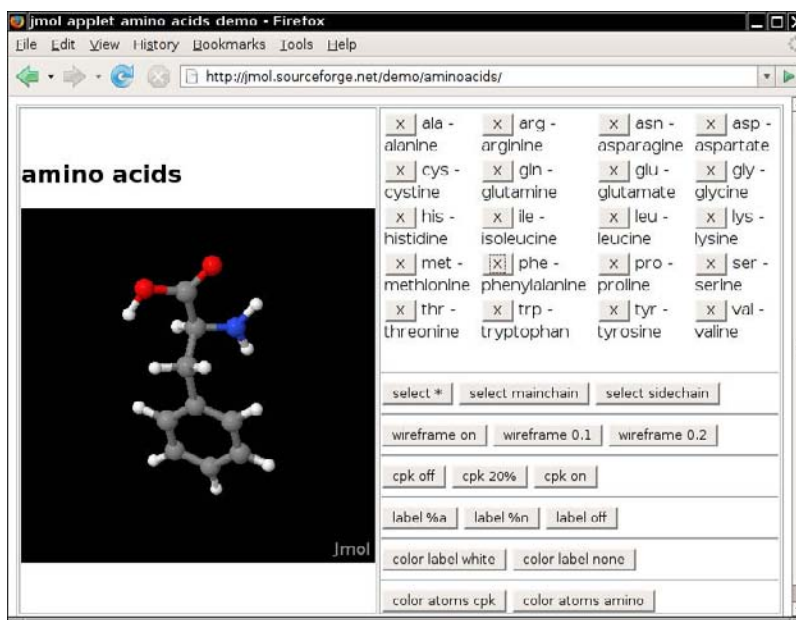 jmol applet amino acids demo - Firefox
File Edit View History Bookmarks Tools Help
http://jmol.sourceforge.net/demo/aminoacids/
amino acids
Jmol
x ala - x arg - x asn - x asp -
alanine arginine asparagine aspartate
x cys - x gln - x glu - x gly -
cystine glutamine glutamate glycine
x his - x ile - x leu - x lys -
histidine isoleucine leucine lysine
x met - x phe - x pro - x ser -
methionine phenylalanine proline serine
x thr - x trp - x tyr - x val -
threonine tryptophan tyrosine valine
select * select mainchain select sidechain
wireframe on wireframe 0.1 wireframe 0.2
cpk off cpk 20% cpk on
label %a label %n label off
color label white color label none
color atoms cpk color atoms amino